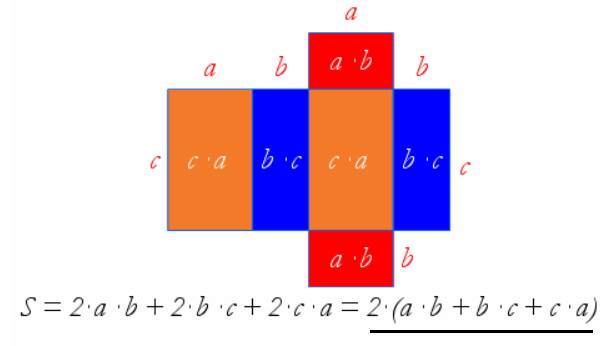 a
a b a · b b
c c · a b · c c · a b · c c
a · b b
S = 2·a·b + 2·b·c + 2·c·a = 2·(a·b + b·c + c·a)